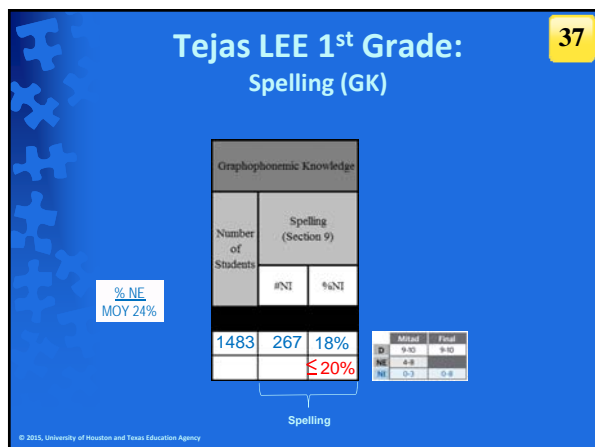 Tejas LEE 1st Grade:
37
Spelling (GK)
Graphophonemic Knowledge
Number
of
Students
Spelling
(Section 9)
#NI
%NI
% NE
MOY 24%
1483 267 18%
≤ 20%
Mitad Final
D 9-10 9-10
NE 4-8
NI 0-3 0-8
Spelling
© 2015, University of Houston and Texas Education Agency